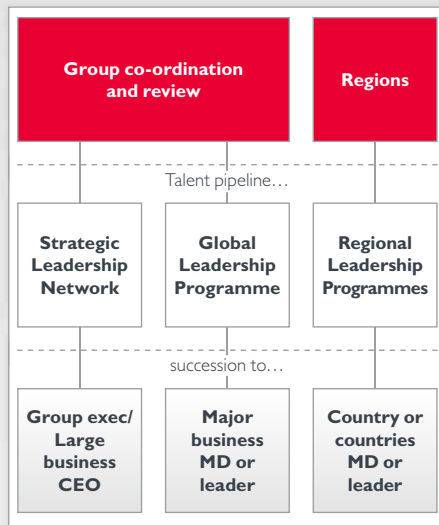 Group co-ordination
and review
Regions
Talent pipeline…
Strategic
Leadership
Network
Global
Leadership
Programme
Regional
Leadership
Programmes
succession to…
Group exec/
Large
business
CEO
Major
business
MD or
leader
Country or
countries
MD or
leader